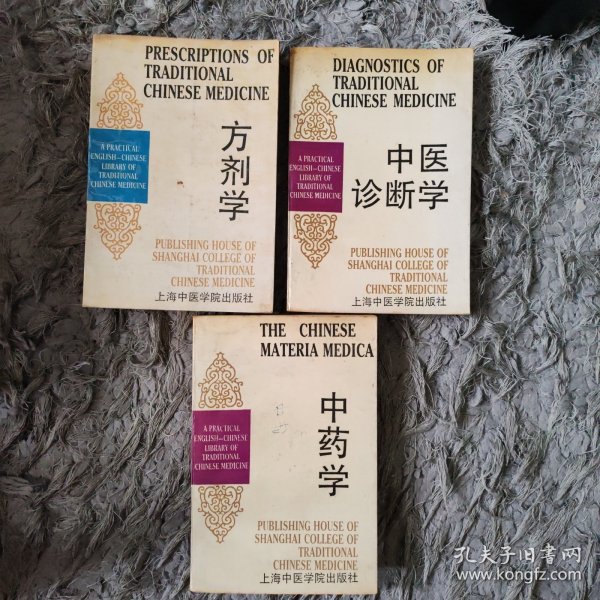 PRESCRIPTIONS OF
TRADITIONAL
CHINESE MEDICINE
A PRACTICAL
ENGLISH—CHINESE
LIBRARY OF
TRADITIONAL
CHINESE MEDICINE
方剂学
PUBLISHING HOUSE OF
SHANGHAI COLLEGE OF
TRADITIONAL
CHINESE MEDICINE
上海中医学院出版社
DIAGNOSTICS OF
TRADITIONAL
CHINESE MEDICINE
A PRACTICAL
ENGLISH—CHINESE
LIBRARY OF
TRADITIONAL
CHINESE MEDICINE
中医
诊断学
PUBLISHING HOUSE OF
SHANGHAI COLLEGE OF
TRADITIONAL
CHINESE MEDICINE
上海中医学院出版社
THE CHINESE
MATERIA MEDICA
A PRACTICAL
ENGLISH—CHINESE
LIBRARY OF
TRADITIONAL
CHINESE MEDICINE
中药学
PUBLISHING HOUSE OF
SHANGHAI COLLEGE OF
TRADITIONAL
CHINESE MEDICINE
上海中医学院出版社
孔夫子旧书网
www.kongfz.com